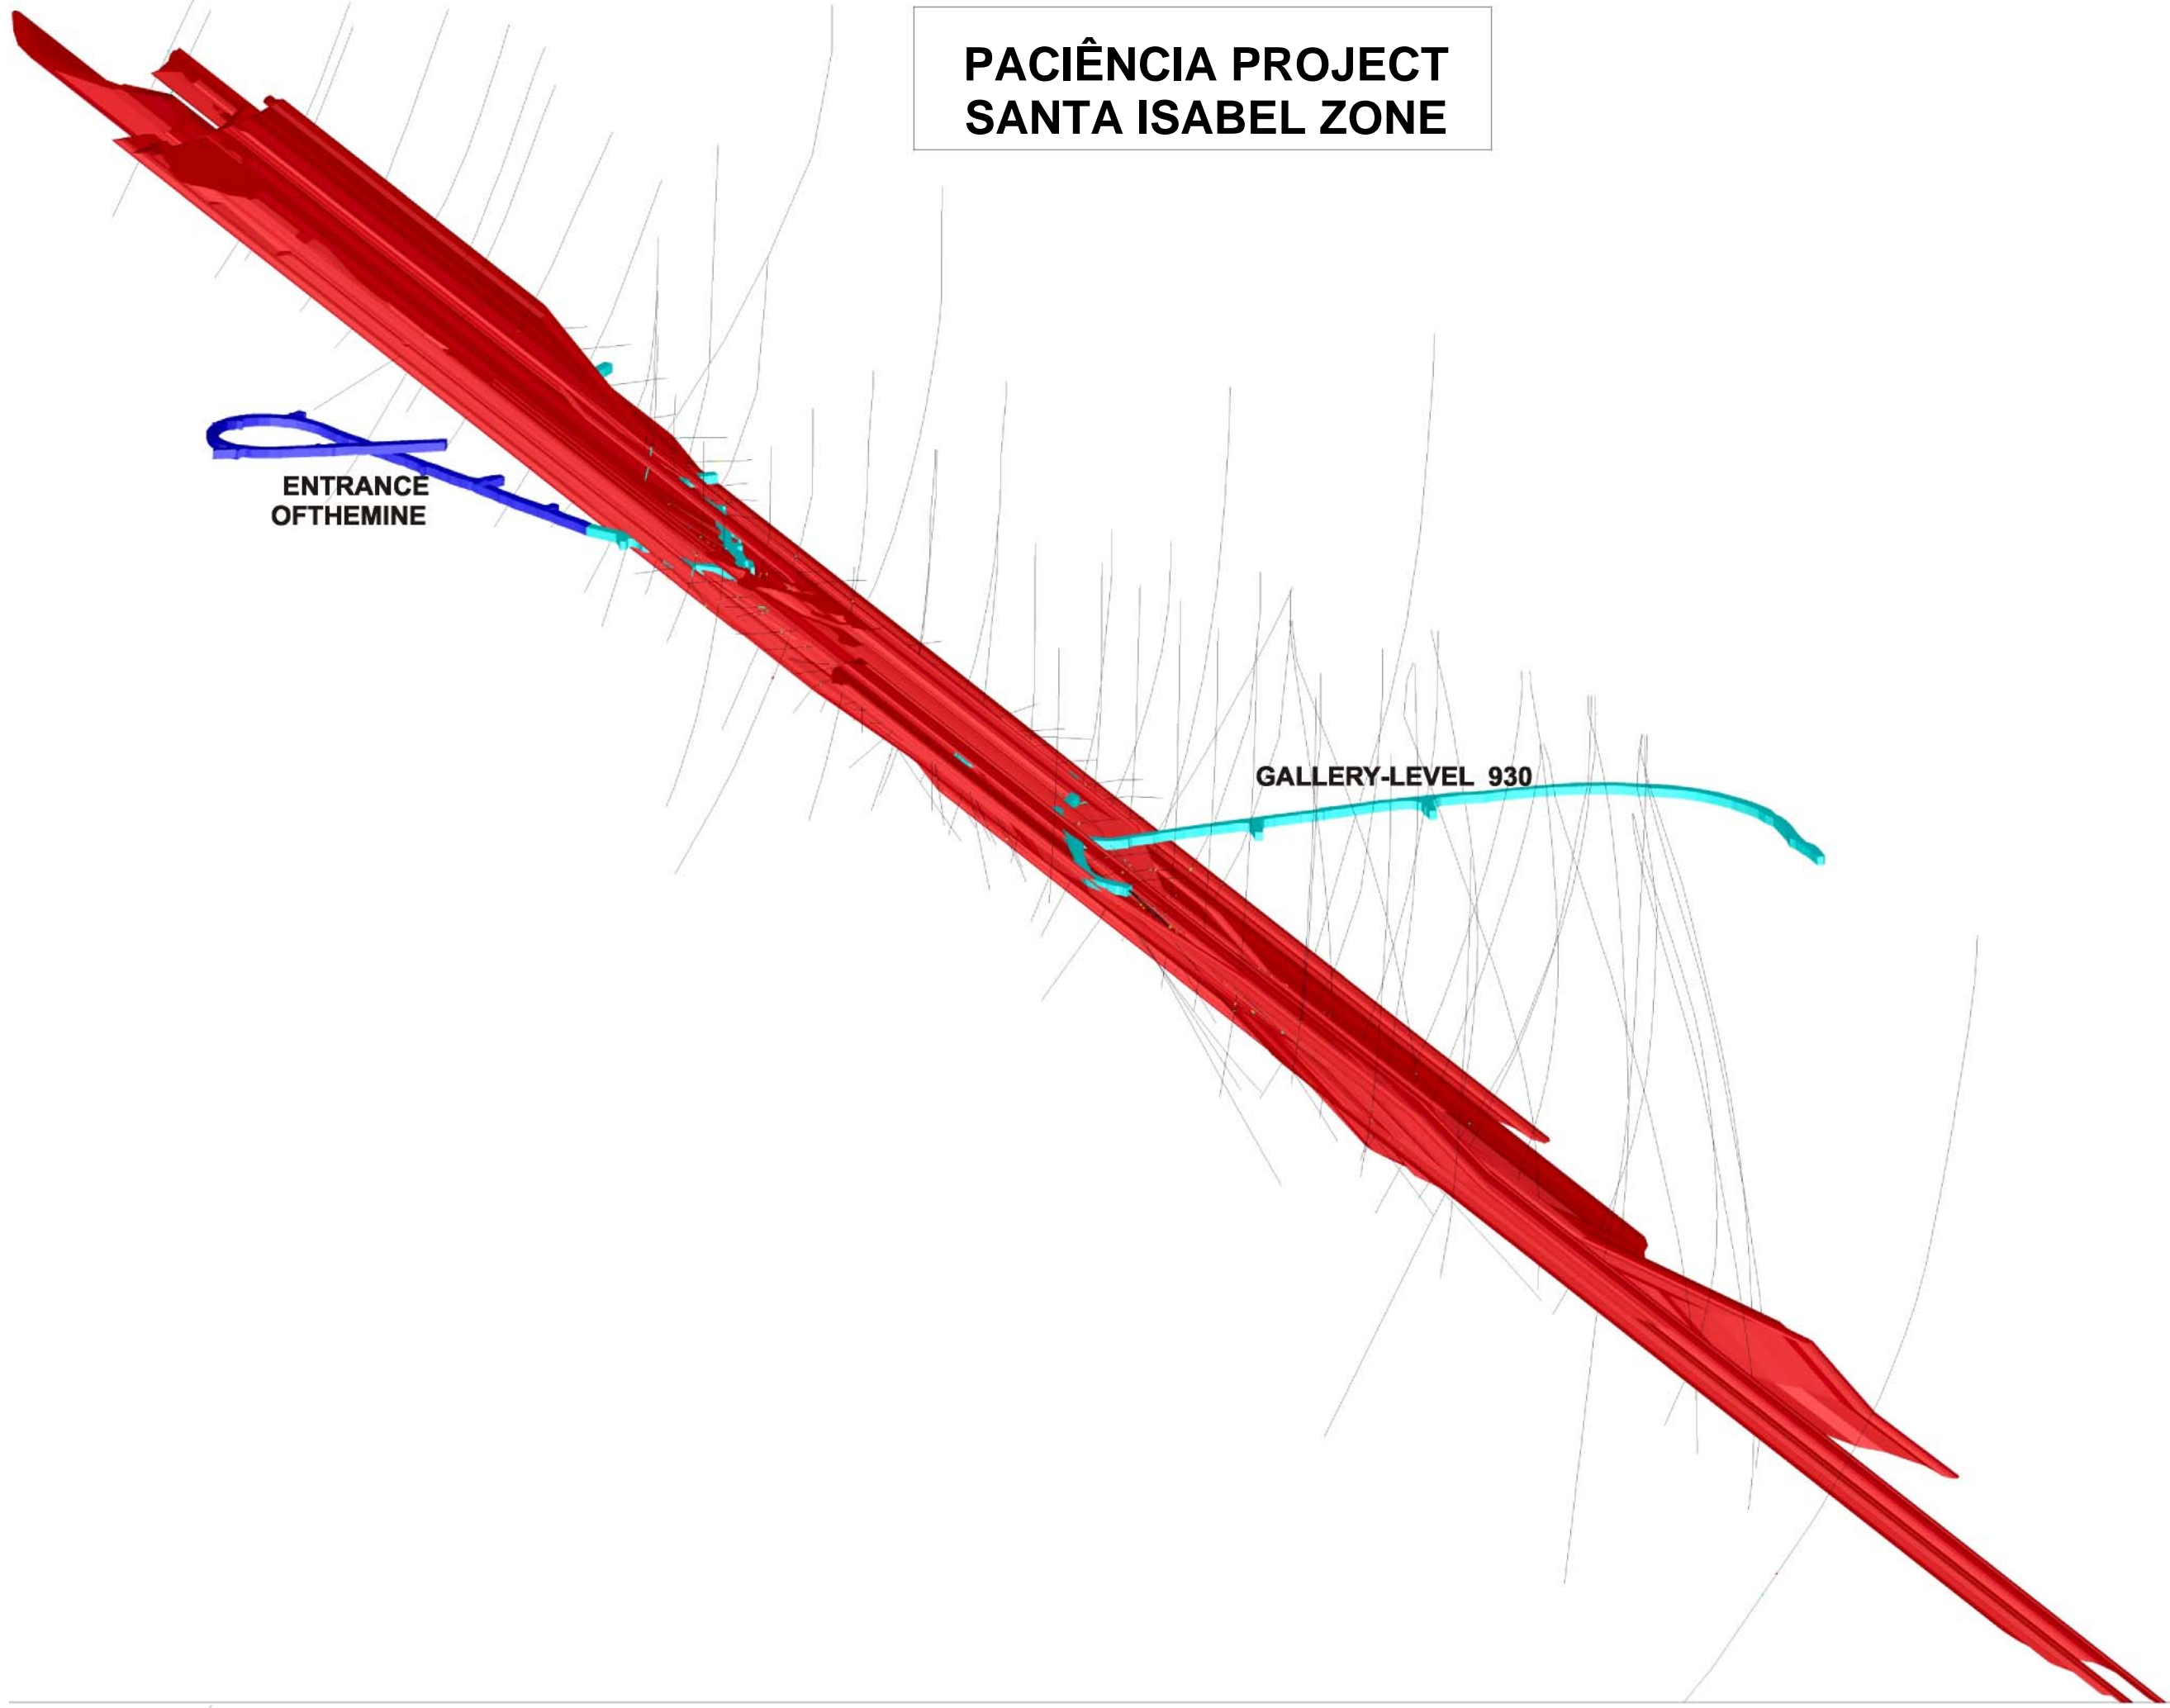 PACIÊNCIA PROJECT
SANTA ISABEL ZONE
ENTRANCE
OFTHEMINE
GALLERY-LEVEL 930